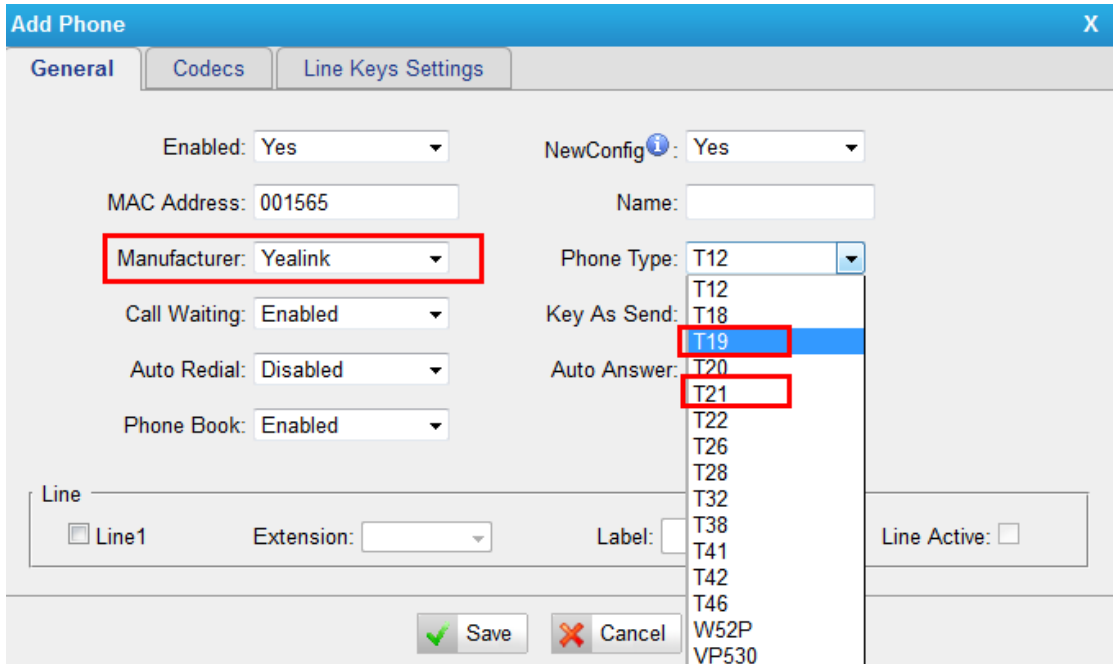 Add Phone X
General Codecs Line Keys Settings
Enabled: Yes NewConfig i : Yes
MAC Address: 001565 Name:
Manufacturer: Yealink Phone Type: T12
T12
Call Waiting: Enabled Key As Send: T18
T19
Auto Redial: Disabled Auto Answer: T20
T21
Phone Book: Enabled T22
T26
T28
Line T32
Line1 Extension: Label: T38 Line Active:
T41
T42
T46
Save Cancel W52P
VP530